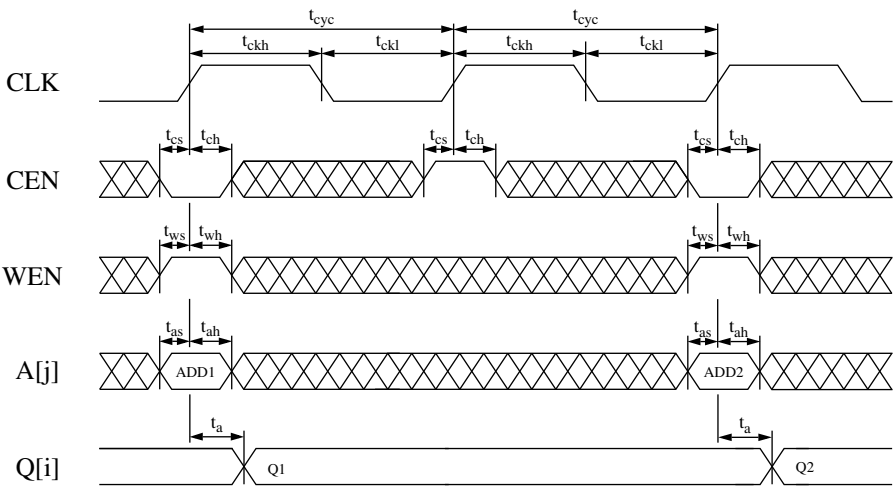 tcyc tcyc
tckh tckl tckh tckl
CLK
tcs tch tcs tch tcs tch
CEN
tws twh tws twh
WEN
tas tah tas tah
A[j] ADD1 ADD2
ta ta
Q[i] Q1 Q2